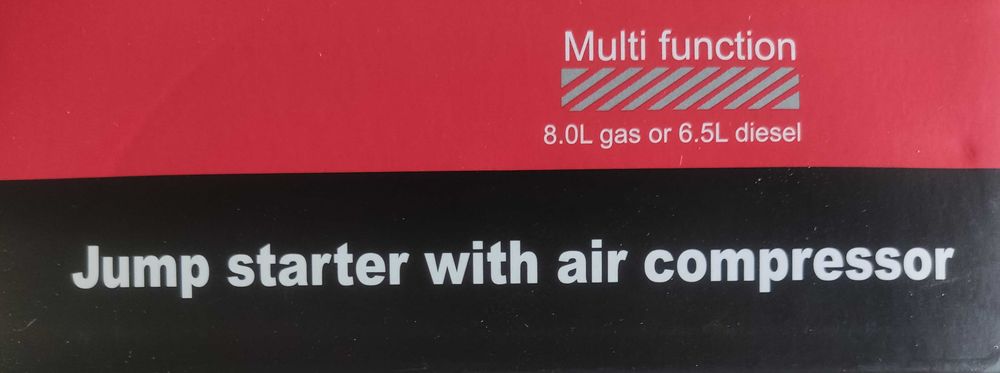 Multi function
8.0L gas or 6.5L diesel
Jump starter with air compressor